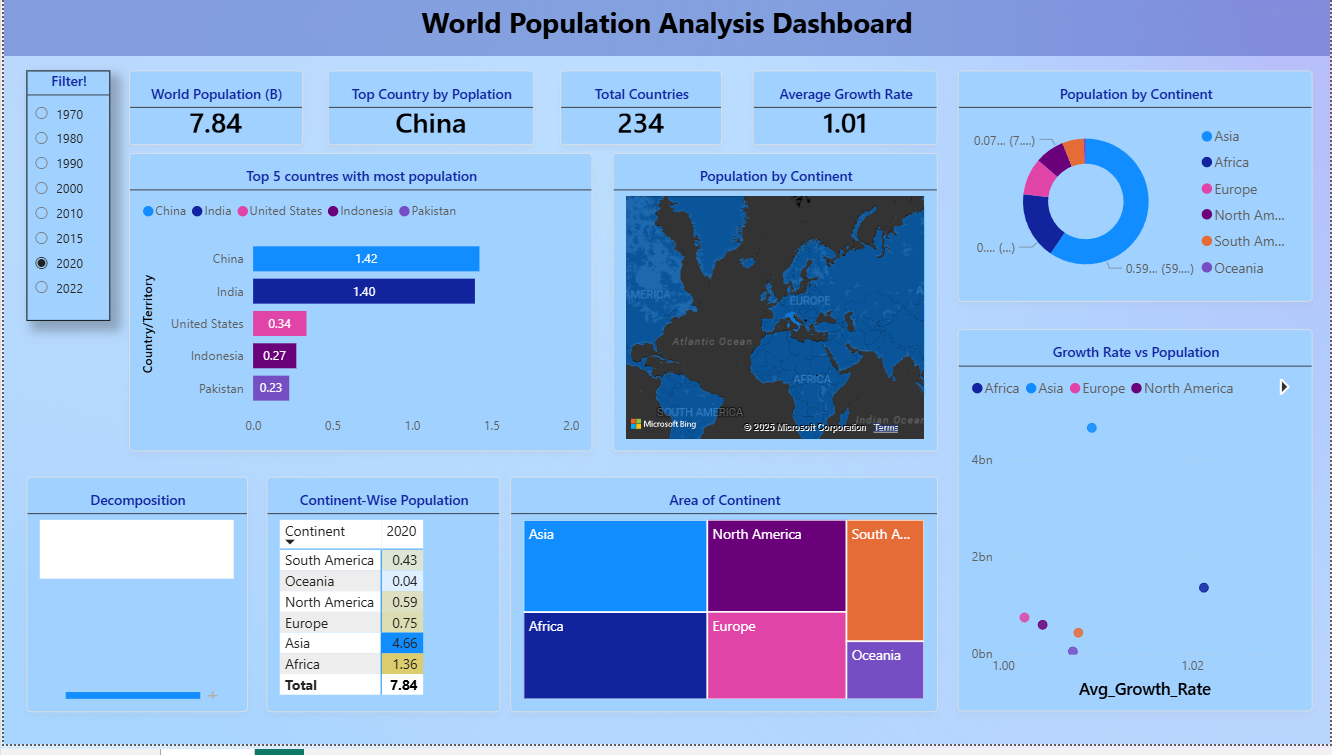 World Population Analysis Dashboard
Filter!
1970
1980
1990
2000
2010
2015
2020
2022
World Population (B)
7.84
Top Country by Poplation
China
Total Countries
234
Average Growth Rate
1.01
Top 5 countres with most population
China India United States Indonesia Pakistan
Country/Territory
China 1.42
India 1.40
United States 0.34
Indonesia 0.27
Pakistan 0.23
0.0 0.5 1.0 1.5 2.0
Population by Continent
AMERICA
EUROPE
A
Atlantic Ocean
AFRICA
SOUTH AMERICA
Indian Ocean
Microsoft Bing
© 2025 Microsoft Corporation Terms
Population by Continent
0.07... (7....)
0.... (...)
0.59... (59....)
Asia
Africa
Europe
North Am...
South Am...
Oceania
Growth Rate vs Population
Africa Asia Europe North America
4bn
2bn
0bn
1.00 1.02
Avg_Growth_Rate
Decomposition
Continent-Wise Population
Continent 2020
South America 0.43
Oceania 0.04
North America 0.59
Europe 0.75
Asia 4.66
Africa 1.36
Total 7.84
Area of Continent
Asia
North America
South A...
Africa
Europe
Oceania